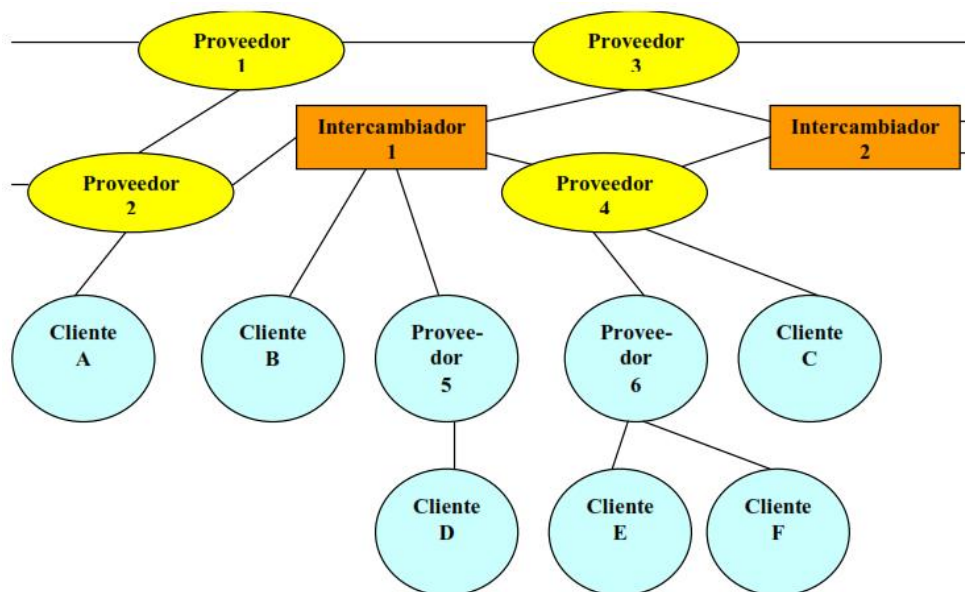 Proveedor
1
Proveedor
3
Intercambiador
1
Intercambiador
2
Proveedor
2
Proveedor
4
Cliente
A
Cliente
B
Provee-
dor
5
Provee-
dor
6
Cliente
C
Cliente
D
Cliente
E
Cliente
F